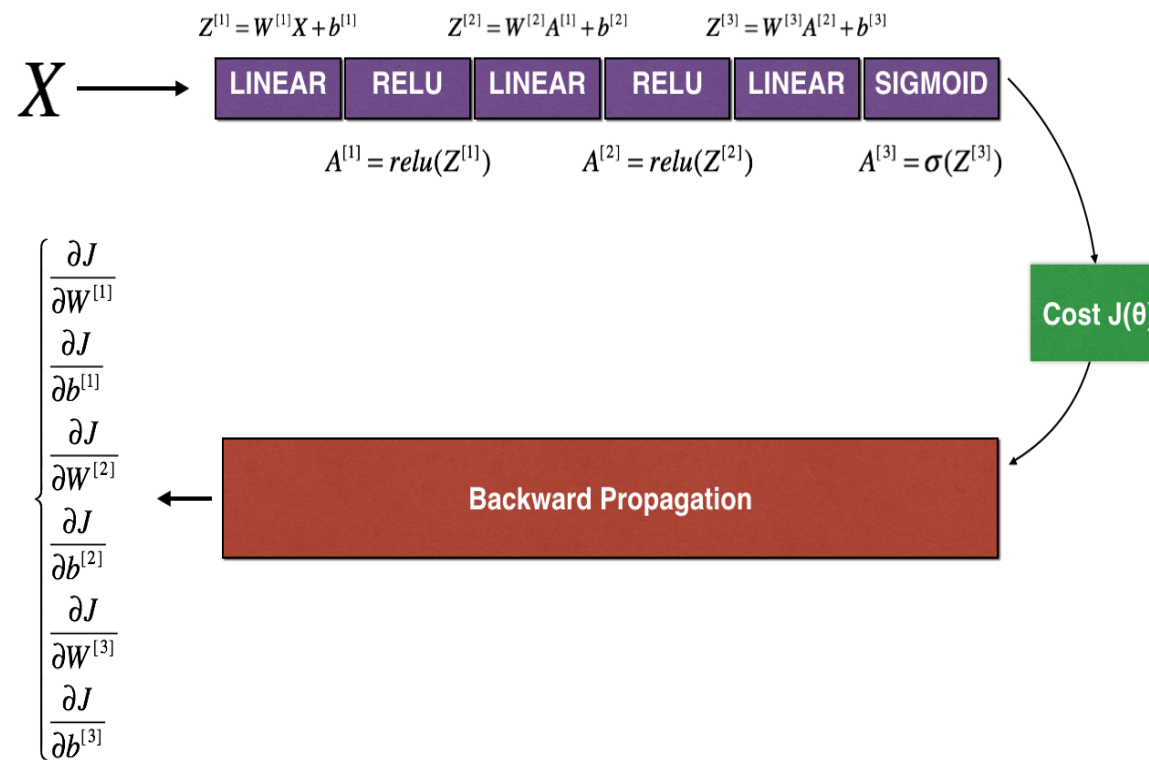 Z^{[1]} = W^{[1]}X + b^{[1]} Z^{[2]} = W^{[2]}A^{[1]} + b^{[2]} Z^{[3]} = W^{[3]}A^{[2]} + b^{[3]}
X LINEAR RELU LINEAR RELU LINEAR SIGMOID
A^{[1]} = relu(Z^{[1]}) A^{[2]} = relu(Z^{[2]}) A^{[3]} = σ(Z^{[3]})
Cost J(θ)
Backward Propagation
∂J
∂W^{[1]}
∂J
∂b^{[1]}
∂J
∂W^{[2]}
∂J
∂b^{[2]}
∂J
∂W^{[3]}
∂J
∂b^{[3]}